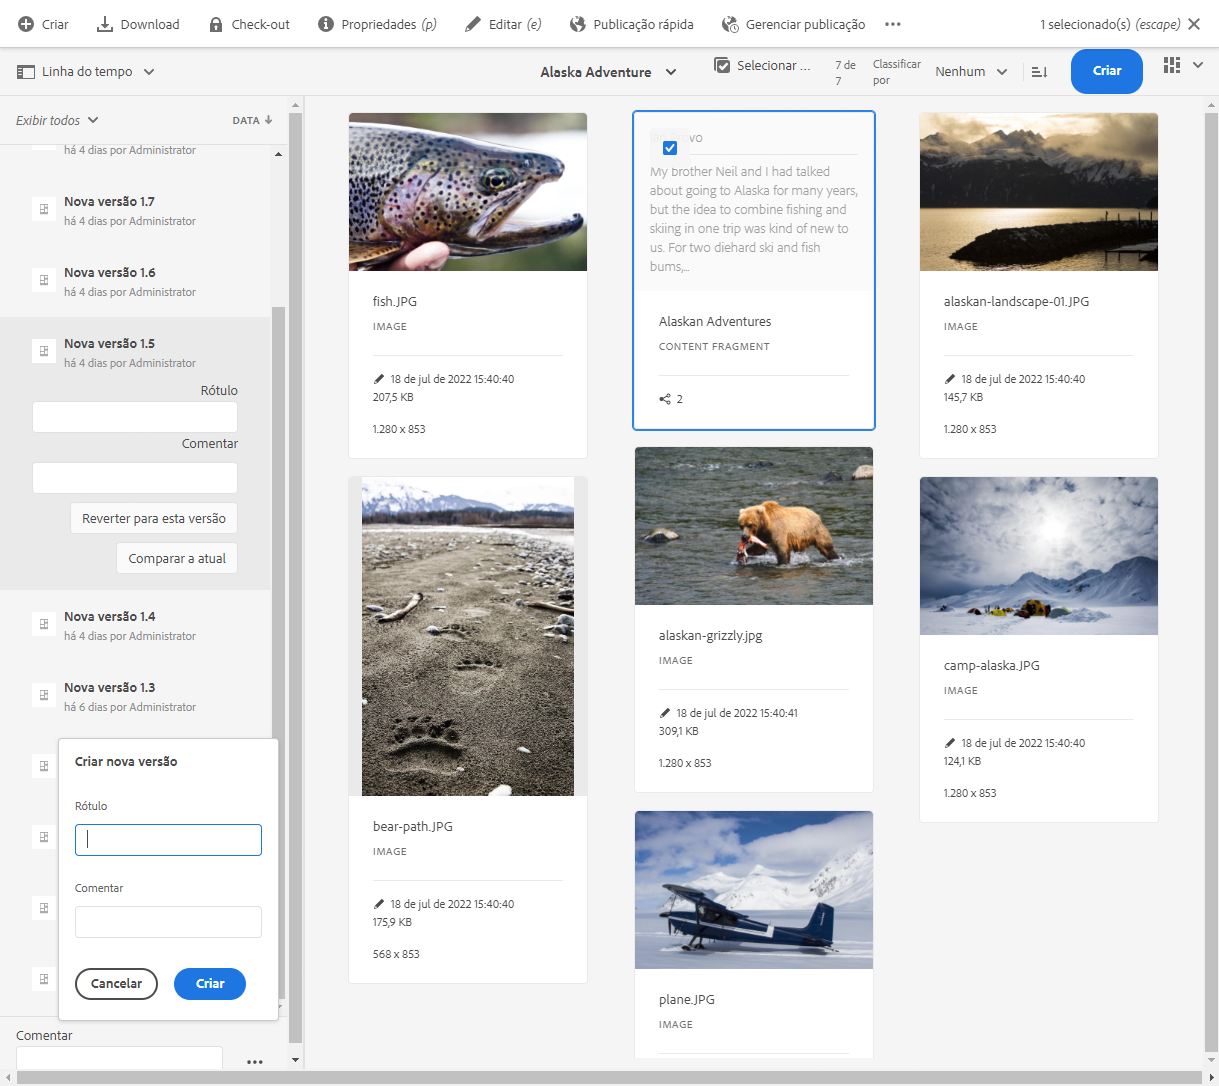 Criar
Download
Check-out
Propriedades (p)
Editar (e)
Publicação rápida
Gerenciar publicação
1 selecionado(s) (escape)
Linha do tempo
Alaska Adventure
Selecionar ...
7 de
7
Classificar
por
Nenhum
Criar
Exibir todos
DATA
há 4 dias por Administrator
Nova versão 1.7
há 4 dias por Administrator
Nova versão 1.6
há 4 dias por Administrator
Nova versão 1.5
há 4 dias por Administrator
Rótulo
Comentar
Reverter para esta versão
Comparar a atual
Nova versão 1.4
há 4 dias por Administrator
Nova versão 1.3
há 6 dias por Administrator
Criar nova versão
Rótulo
Comentar
Cancelar
Criar
Comentar
fish.JPG
IMAGE
18 de jul de 2022 15:40:40
207,5 KB
1.280 x 853
bear-path.JPG
IMAGE
18 de jul de 2022 15:40:40
175,9 KB
568 x 853
My brother Neil and I had talked
about going to Alaska for many years,
but the idea to combine fishing and
skiing in one trip was kind of new to
us. For two diehard ski and fish
bums,...
Alaskan Adventures
CONTENT FRAGMENT
2
alaskan-grizzly.jpg
IMAGE
18 de jul de 2022 15:40:41
309,1 KB
1.280 x 853
plane.JPG
IMAGE
alaskan-landscape-01.JPG
IMAGE
18 de jul de 2022 15:40:40
145,7 KB
1.280 x 853
camp-alaska.JPG
IMAGE
18 de jul de 2022 15:40:40
124,1 KB
1.280 x 853